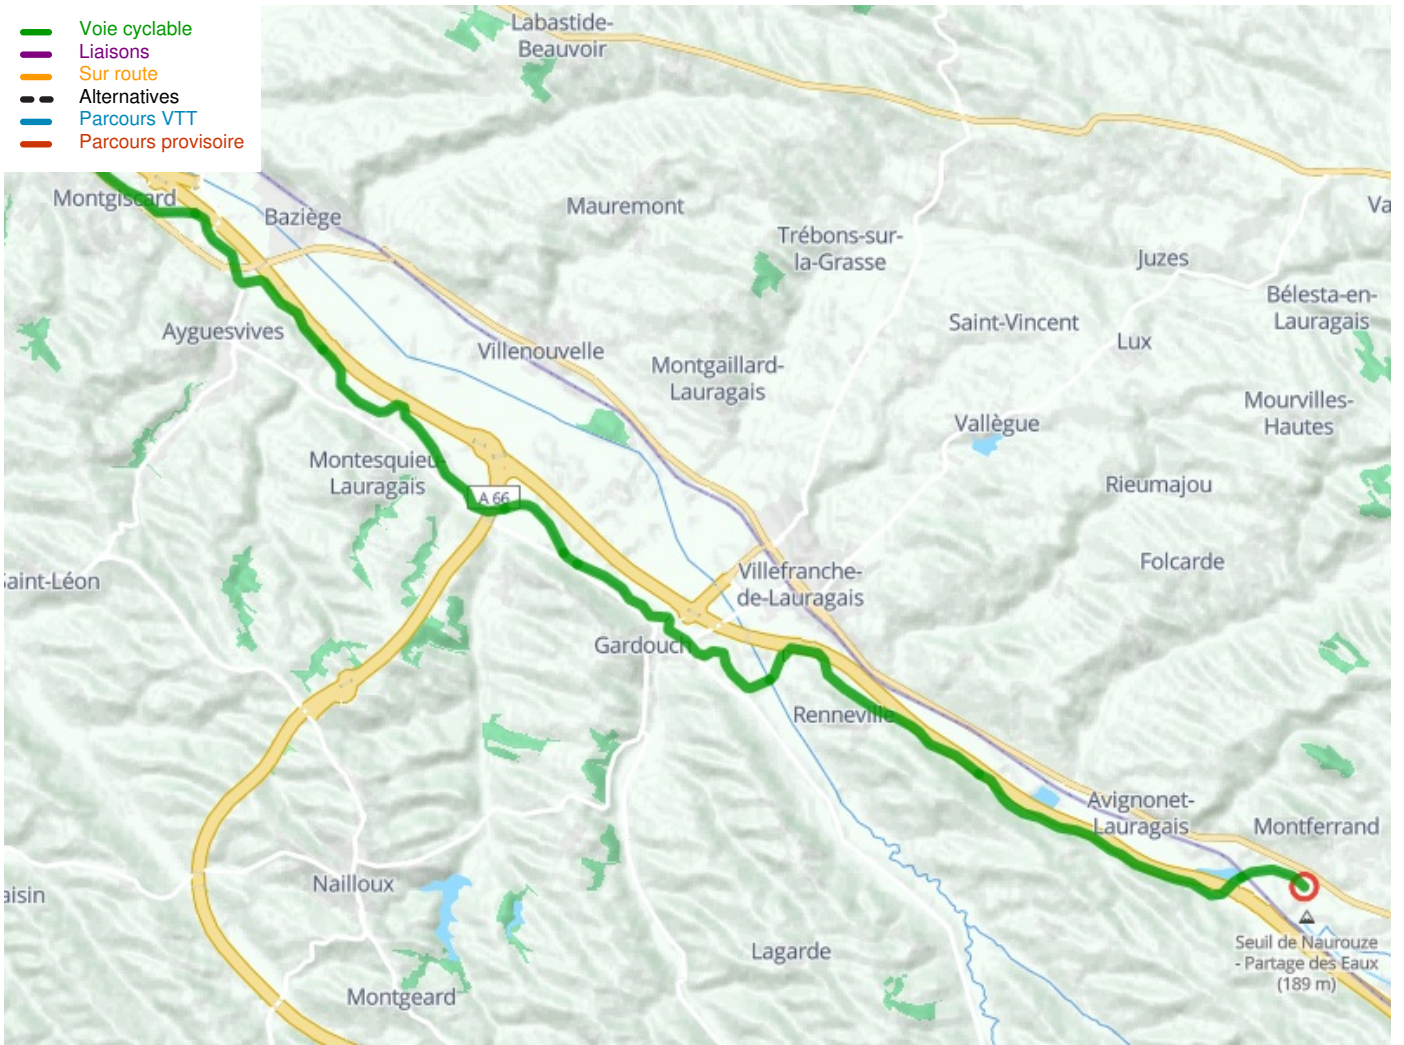 Voie cyclable
Liaisons
Sur route
Alternatives
Parcours VTT
Parcours provisoire
Labastide-
Beauvoir
Montgiscard
Baziège
Mauremont
Va
Trébons-sur-
la-Grasse
Juzes
Bélesta-en-
Lauragais
Ayguesvives
Saint-Vincent
Lux
Villenouvelle
Montgaillard-
Lauragais
Mourvilles-
Hautes
Vallègue
Montesquieu-
Lauragais
A 66
Rieumajou
Folcarde
Saint-Léon
Villefranche-
de-Lauragais
Gardouch
Renneville
Avignonet-
Lauragais
Montferrand
Nailloux
aisin
Lagarde
Seuil de Naurouze
- Partage des Eaux
(189 m)
Montgeard